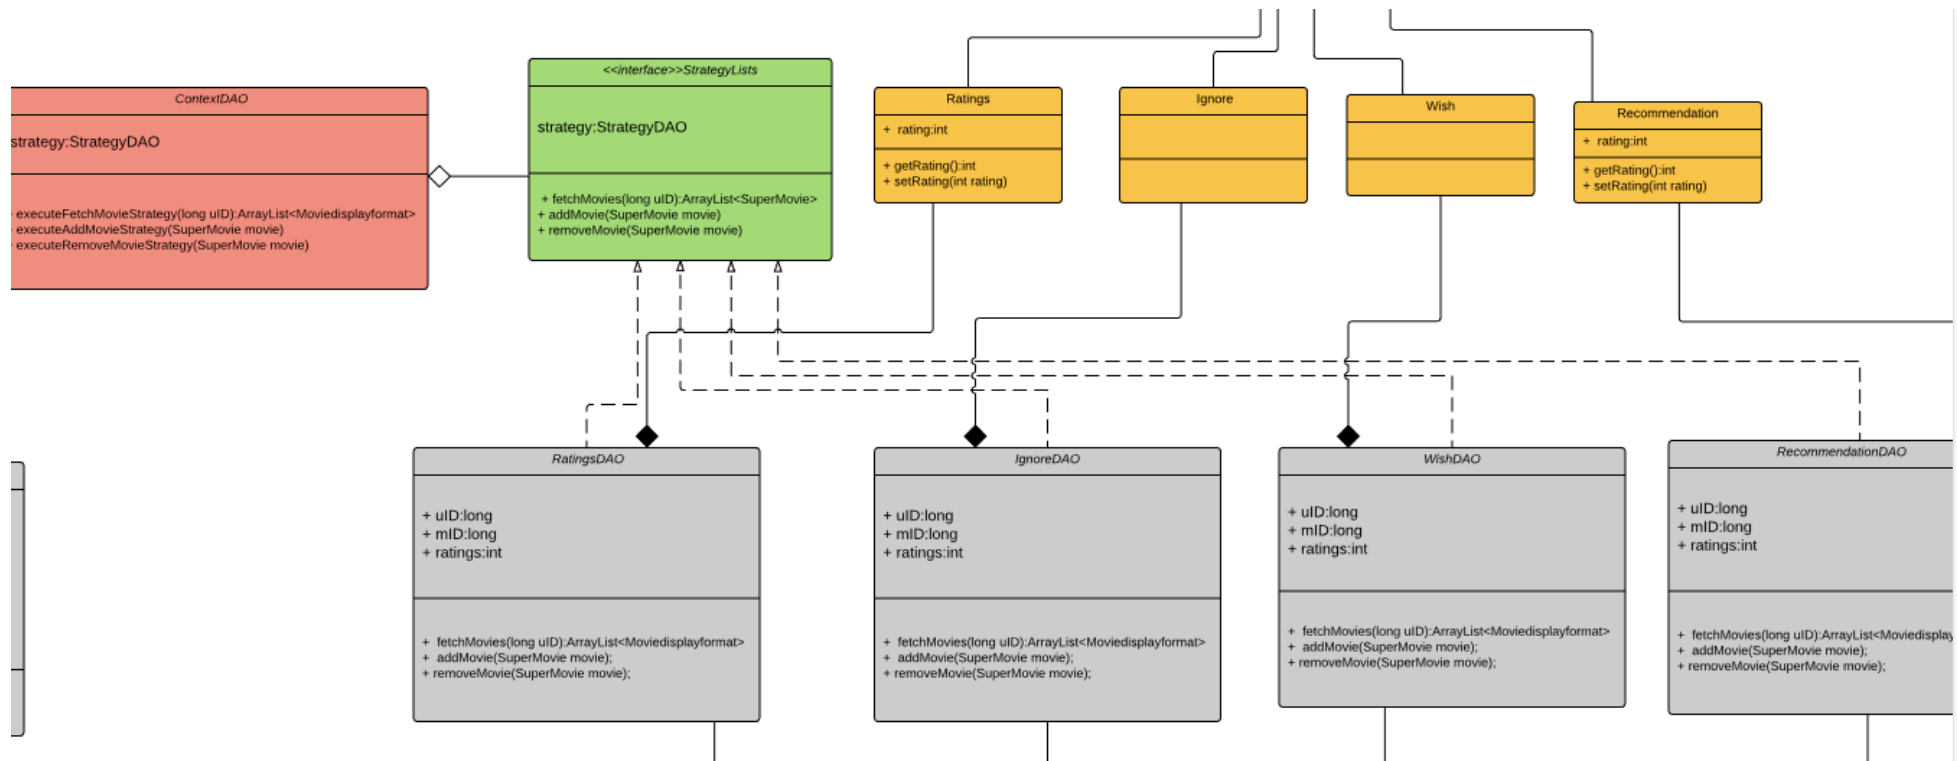 ContextDAO
strategy:StrategyDAO
executeFetchMovieStrategy(long uID):ArrayList<Moviedisplayformat>
executeAddMovieStrategy(SuperMovie movie)
executeRemoveMovieStrategy(SuperMovie movie)
<<interface>>StrategyLists
strategy:StrategyDAO
+ fetchMovies(long uID):ArrayList<SuperMovie>
+ addMovie(SuperMovie movie)
+ removeMovie(SuperMovie movie)
Ratings
+ rating:int
+ getRating():int
+ setRating(int rating)
Ignore
Wish
Recommendation
+ rating:int
+ getRating():int
+ setRating(int rating)
RatingsDAO
+ uID:long
+ mID:long
+ ratings:int
+ fetchMovies(long uID):ArrayList<Moviedisplayformat>
+ addMovie(SuperMovie movie);
+ removeMovie(SuperMovie movie);
IgnoreDAO
+ uID:long
+ mID:long
+ ratings:int
+ fetchMovies(long uID):ArrayList<Moviedisplayformat>
+ addMovie(SuperMovie movie);
+ removeMovie(SuperMovie movie);
WishDAO
+ uID:long
+ mID:long
+ ratings:int
+ fetchMovies(long uID):ArrayList<Moviedisplayformat>
+ addMovie(SuperMovie movie);
+ removeMovie(SuperMovie movie);
RecommendationDAO
+ uID:long
+ mID:long
+ ratings:int
+ fetchMovies(long uID):ArrayList<Moviedisplay
+ addMovie(SuperMovie movie);
+ removeMovie(SuperMovie movie);